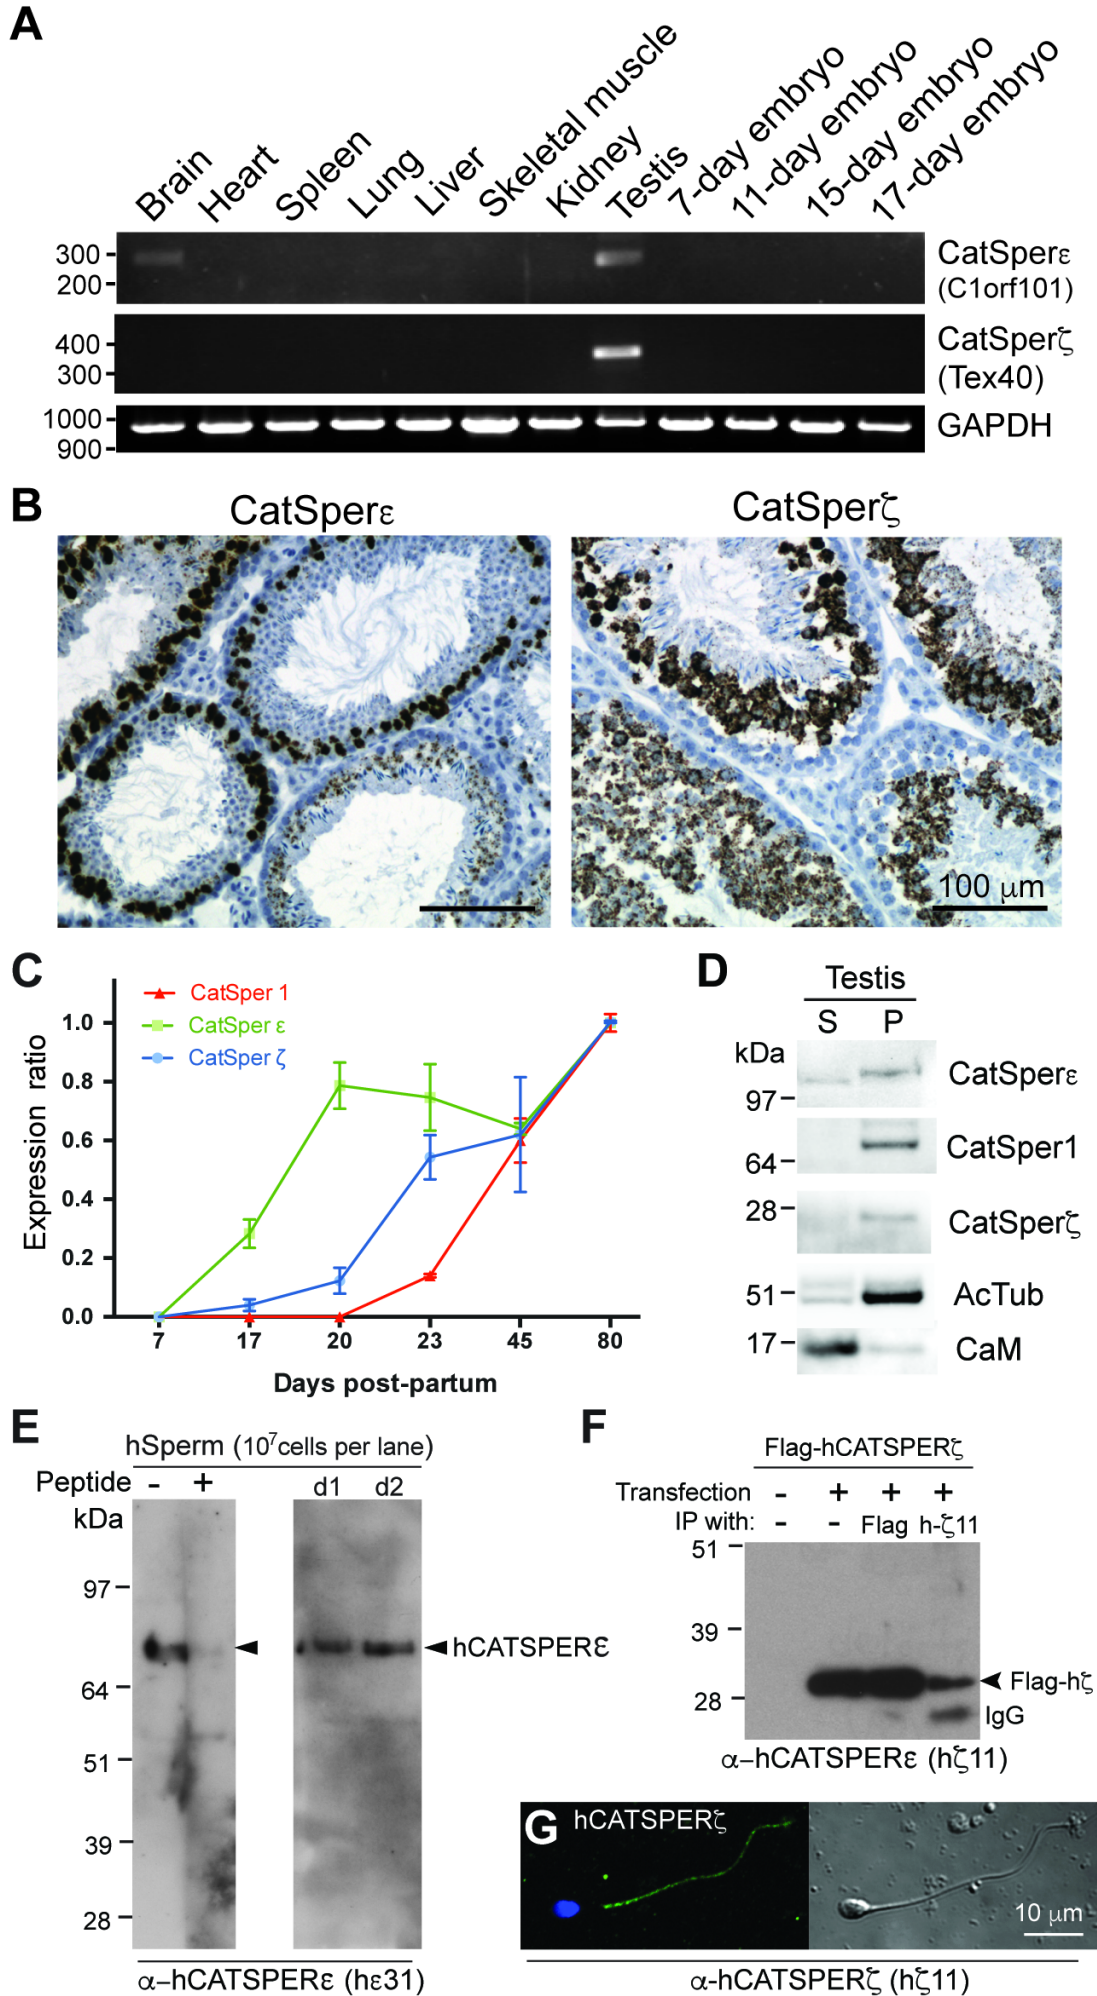 A
Brain Heart Spleen Lung Liver Skeletal muscle Kidney Testis 7-day embryo 11-day embryo 15-day embryo 17-day embryo
300
200
CatSperε
(C1orf101)
400
300
CatSperζ
(Tex40)
1000
900
GAPDH
B
CatSperε
CatSperζ
100 μm
C
CatSper 1
CatSper ε
CatSper ζ
Expression ratio
1.0
0.8
0.6
0.4
0.2
0.0
7 17 20 23 45 80
Days post-partum
D
Testis
S P
kDa
97
CatSperε
64
CatSper1
28
CatSperζ
51
AcTub
17
CaM
E
hSperm (10⁷cells per lane)
Peptide - + d1 d2
kDa
97
64
51
39
28
hCATSPERε
α–hCATSPERε (hε31)
F
Flag-hCATSPERζ
Transfection - + + +
IP with: - - Flag h-ζ11
51
39
28
Flag-hζ
IgG
α–hCATSPERε (hζ11)
G
hCATSPERζ
10 μm
α-hCATSPERζ (hζ11)